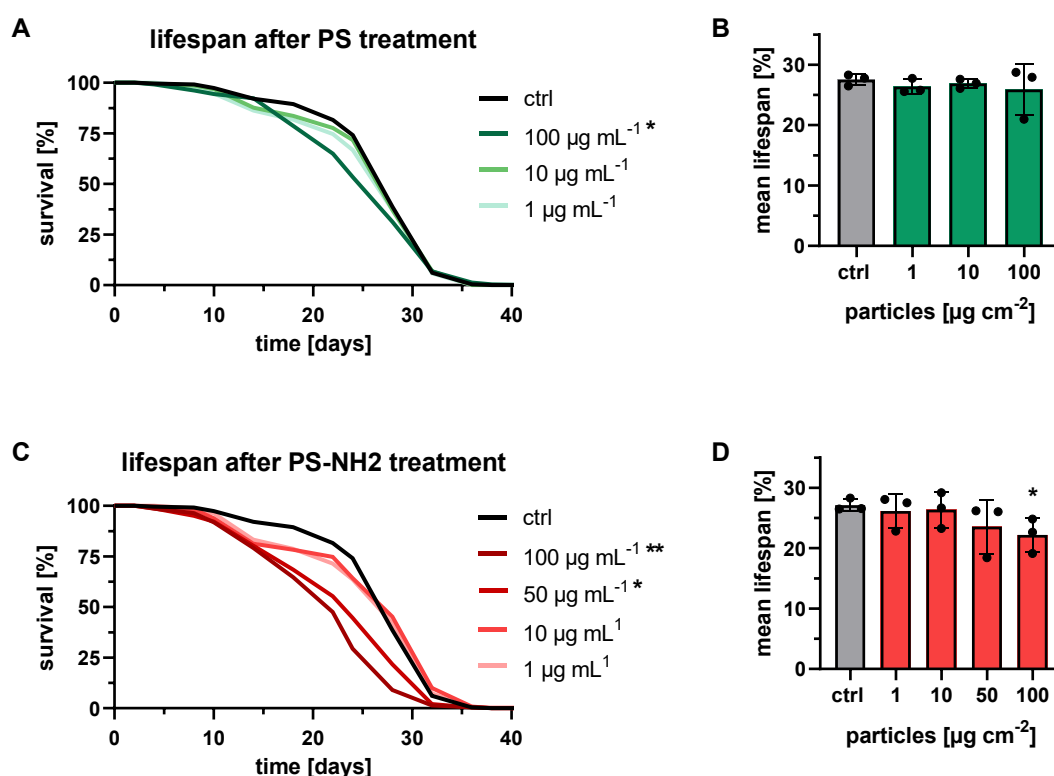 A
lifespan after PS treatment
survival [%]
100
75
50
25
0
0 10 20 30 40
time [days]
ctrl
100 µg mL⁻¹ *
10 µg mL⁻¹
1 µg mL⁻¹
B
mean lifespan [%]
30
20
10
0
ctrl 1 10 100
particles [µg cm⁻²]
C
lifespan after PS-NH2 treatment
survival [%]
100
75
50
25
0
0 10 20 30 40
time [days]
ctrl
100 µg mL⁻¹ **
50 µg mL⁻¹ *
10 µg mL¹
1 µg mL¹
D
mean lifespan [%]
30
20
10
0
*
ctrl 1 10 50 100
particles [µg cm⁻²]